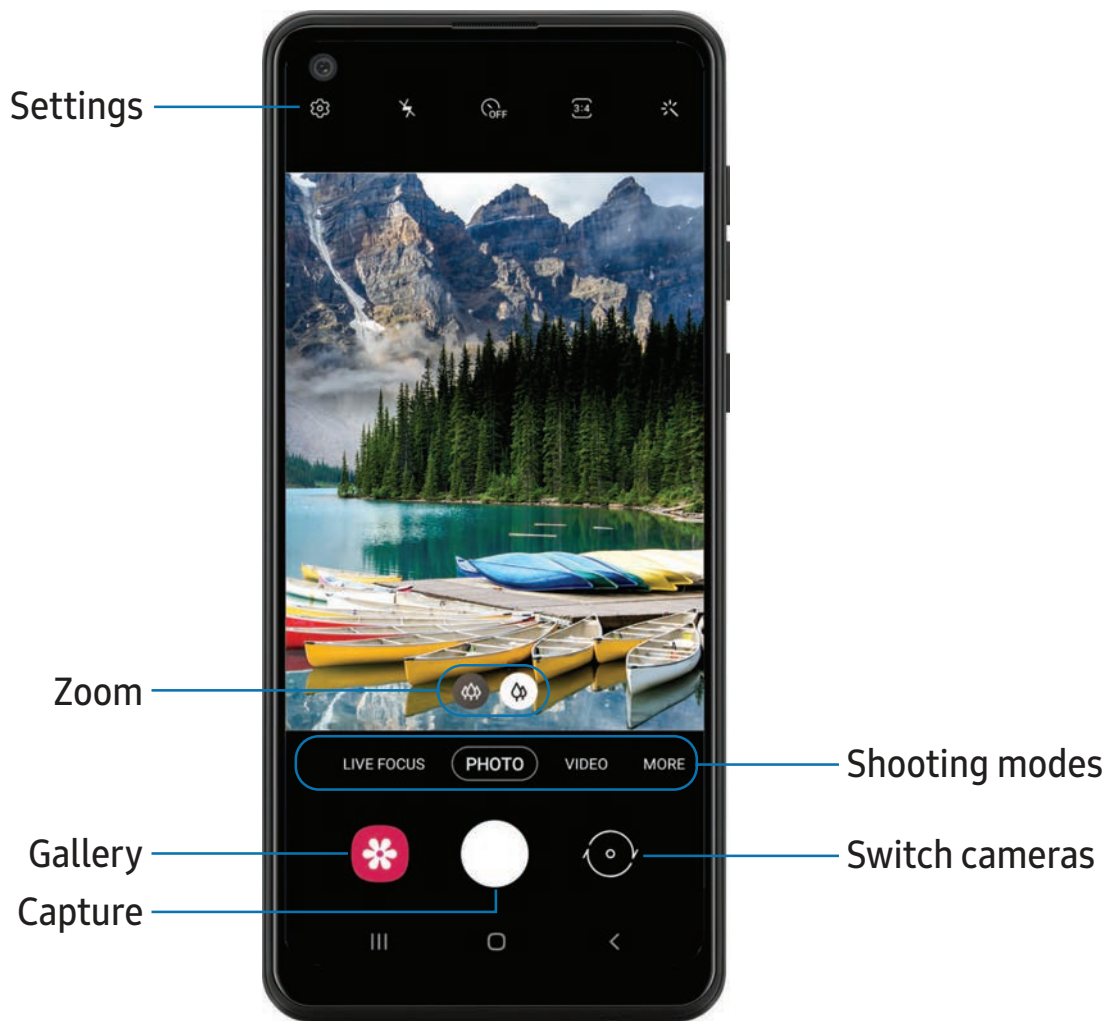 Settings
OFF
3:4
Zoom
LIVE FOCUS PHOTO VIDEO MORE
Shooting modes
Gallery
Switch cameras
Capture